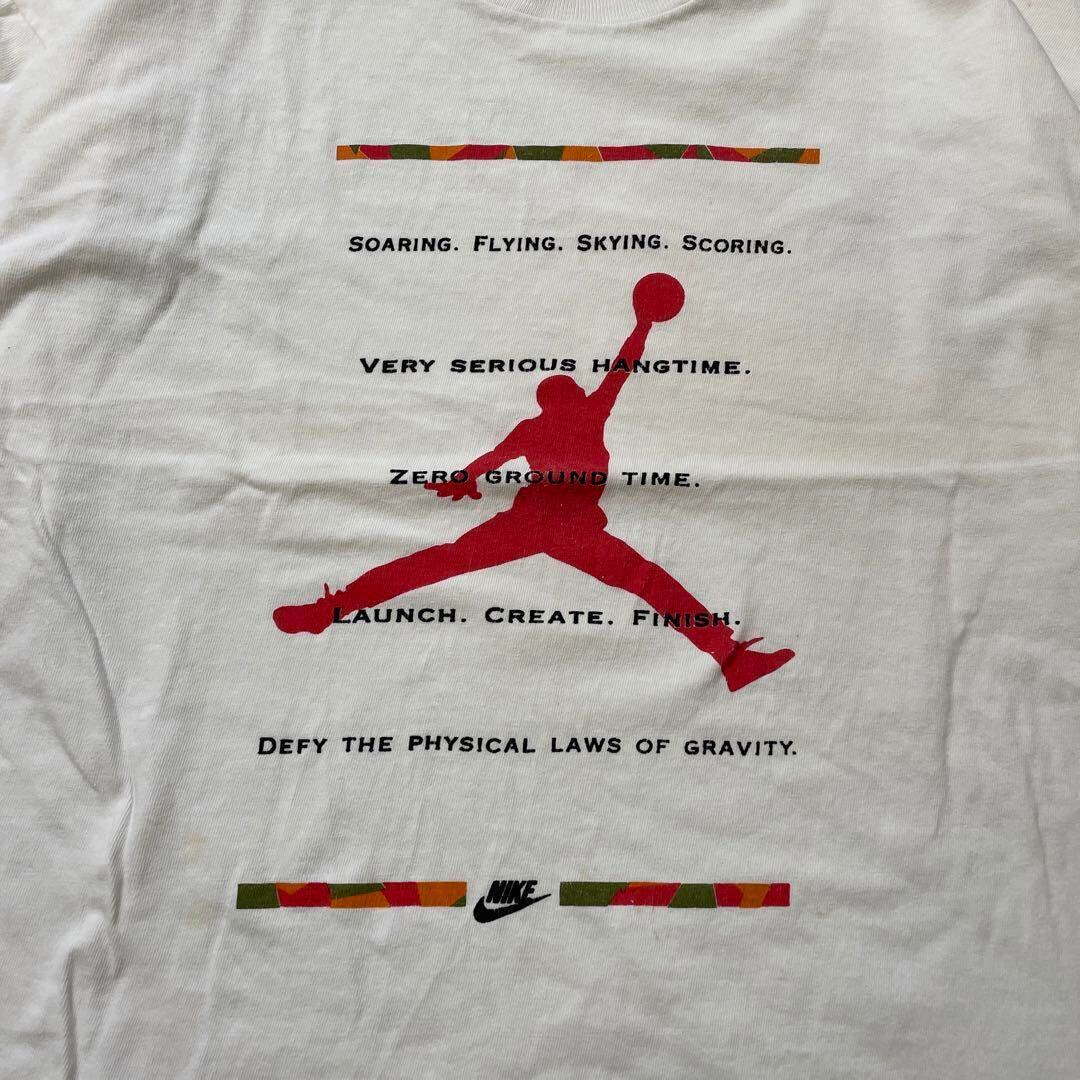 SOARING. FLYING. SKYING. SCORING.
VERY SERIOUS HANGTIME.
ZERO GROUND TIME.
LAUNCH. CREATE. FINISH.
DEFY THE PHYSICAL LAWS OF GRAVITY.
NIKE